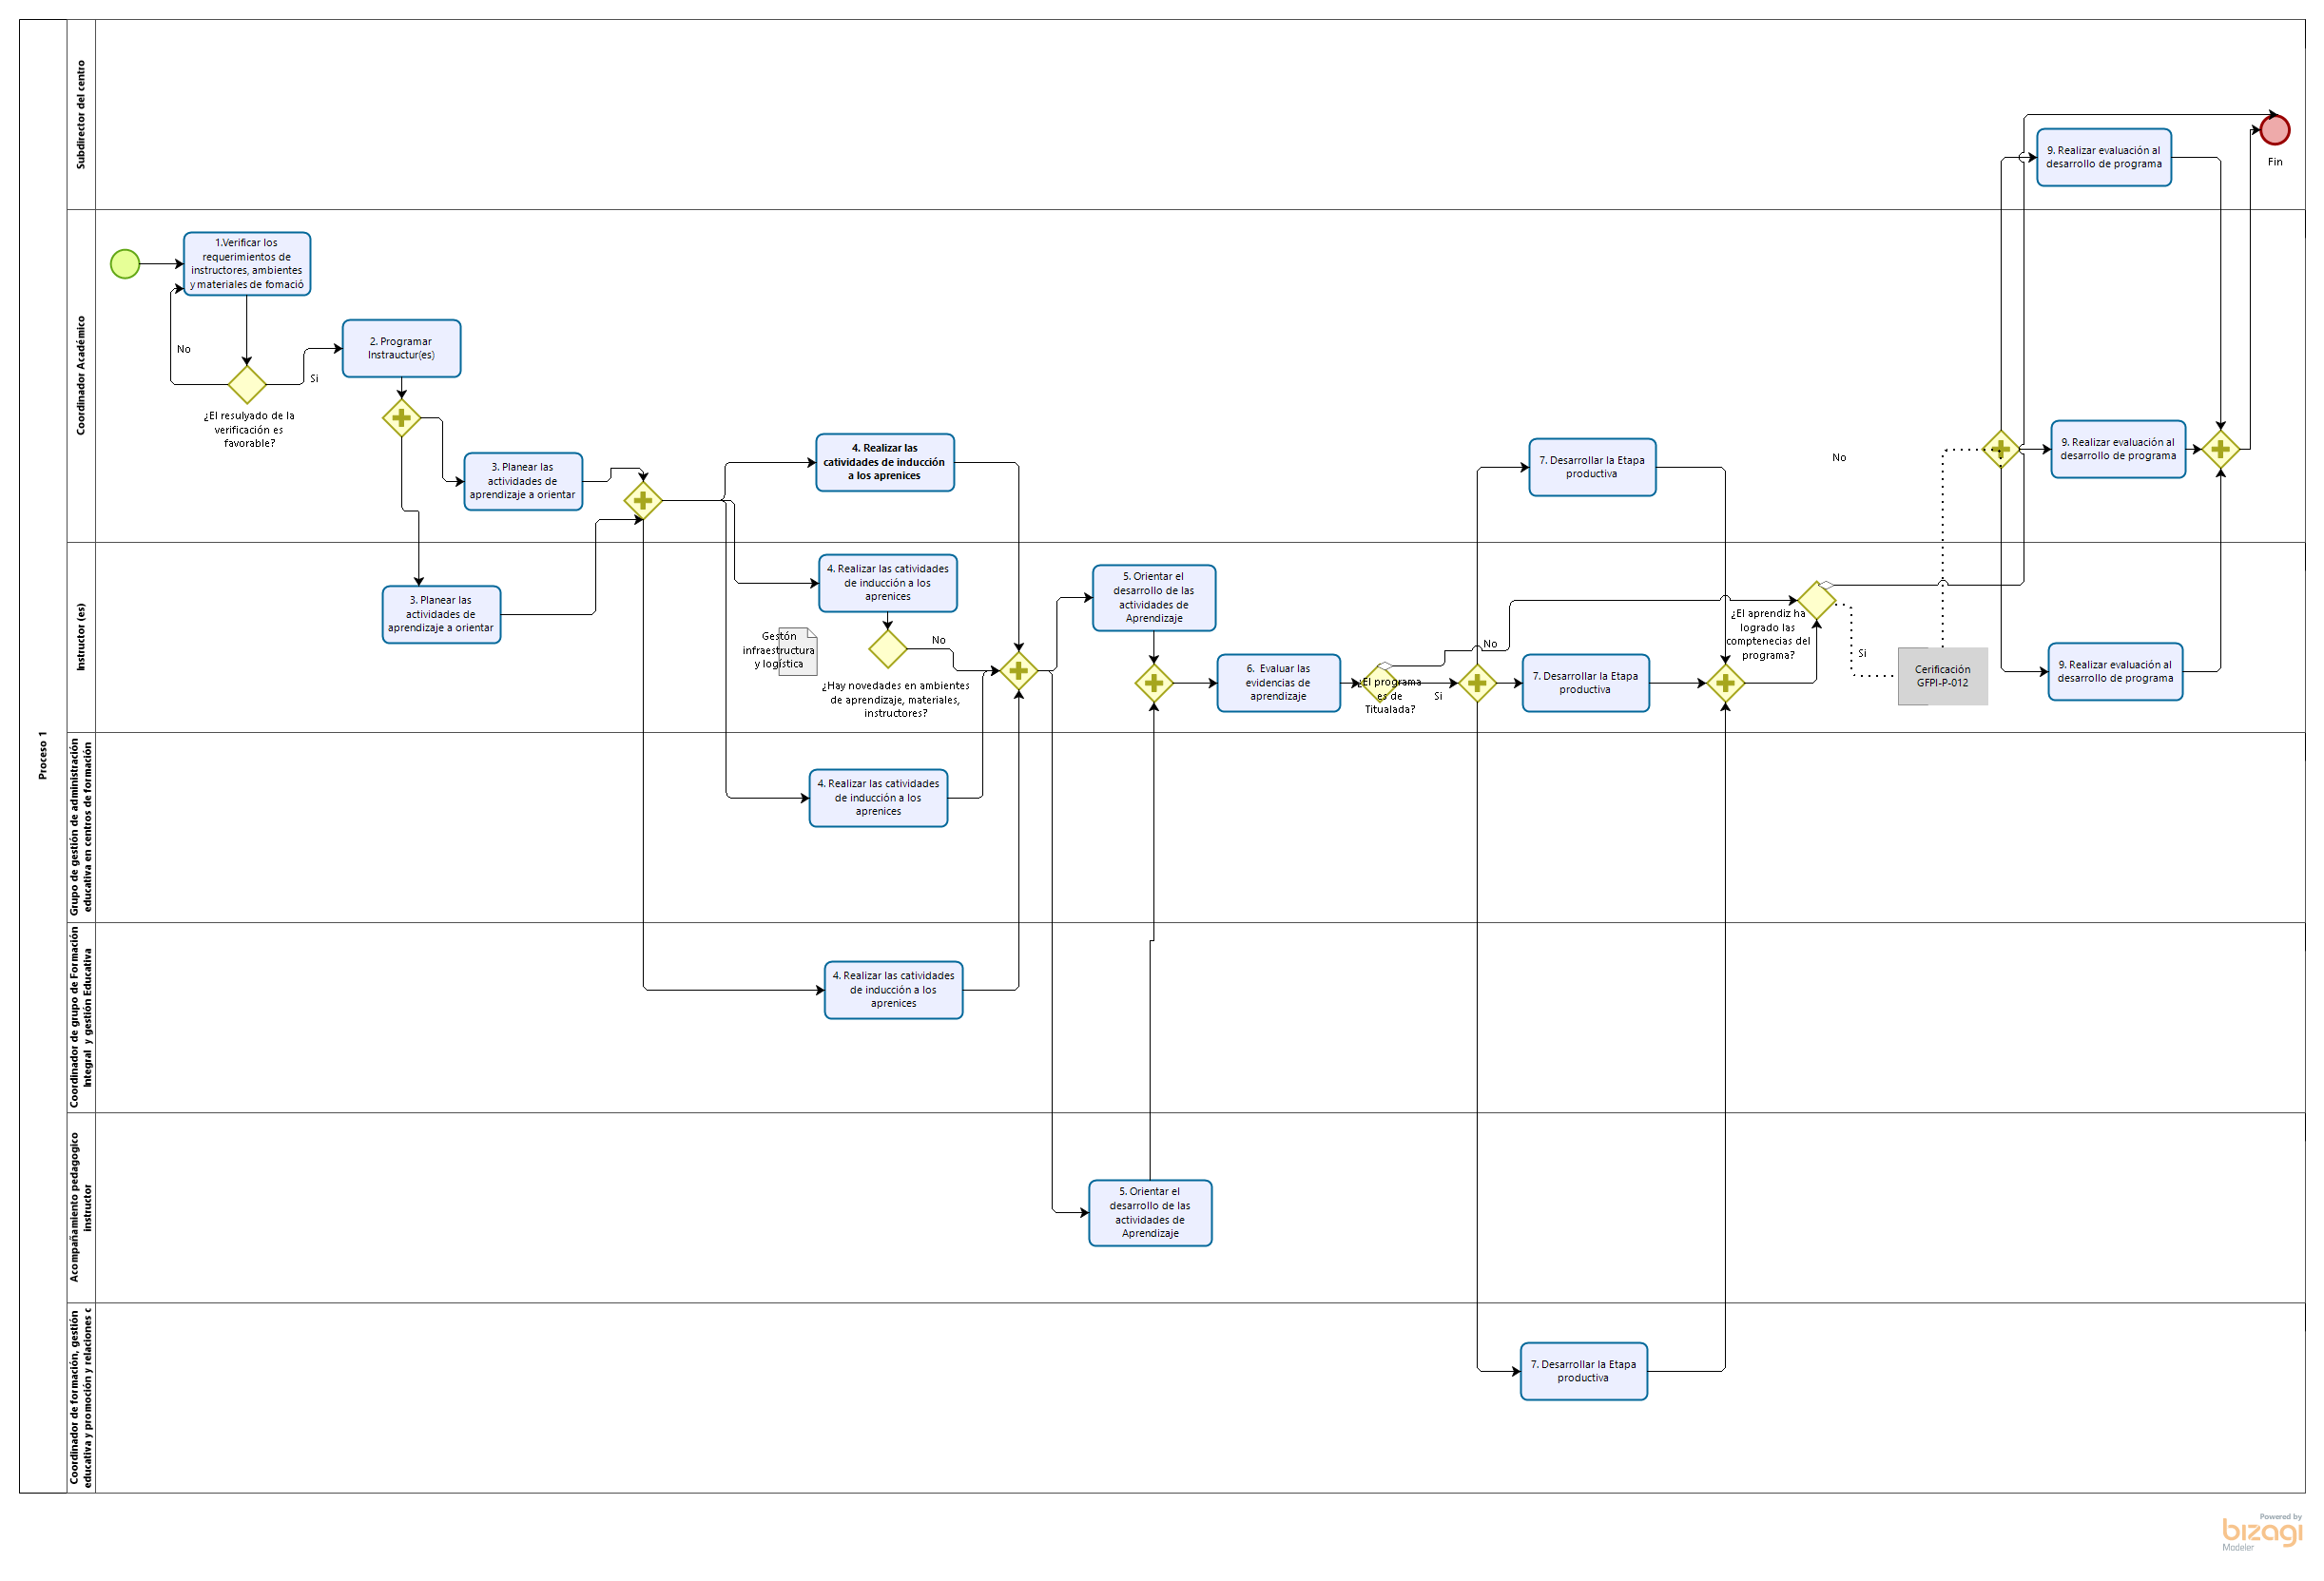 Proceso 1
Subdirector del centro
9. Realizar evaluación al
desarrollo de programa
Fin
Coordinador Académico
1.Verificar los
requerimientos de
instructores, ambientes
y materiales de fomació
No
Si
¿El resulyado de la
verificación es
favorable?
2. Programar
Instrauctur(es)
3. Planear las
actividades de
aprendizaje a orientar
4. Realizar las
catividades de inducción
a los aprenices
7. Desarrollar la Etapa
productiva
No
9. Realizar evaluación al
desarrollo de programa
Instructor (es)
3. Planear las
actividades de
aprendizaje a orientar
4. Realizar las catividades
de inducción a los
aprenices
Gestón
infraestructura
y logística
No
¿Hay novedades en ambientes
de aprendizaje, materiales,
instructores?
5. Orientar el
desarrollo de las
actividades de
Aprendizaje
6. Evaluar las
evidencias de
aprendizaje
¿El programa
es de
Titualada?
No
Si
7. Desarrollar la Etapa
productiva
¿El aprendiz ha
logrado las
comptenecias del
programa?
Si
Cerificación
GFPI-P-012
9. Realizar evaluación al
desarrollo de programa
Grupo de gestión de administración
educativa en centros de formación
4. Realizar las catividades
de inducción a los
aprenices
Coordinador de grupo de Formación
Integral y gestión Educativa
4. Realizar las catividades
de inducción a los
aprenices
Acompañamiento pedagogico
instructor
5. Orientar el
desarrollo de las
actividades de
Aprendizaje
Coordinador de formación, gestión
educativa y promoción y relaciones c
7. Desarrollar la Etapa
productiva
Powered by
bizagi
Modeler